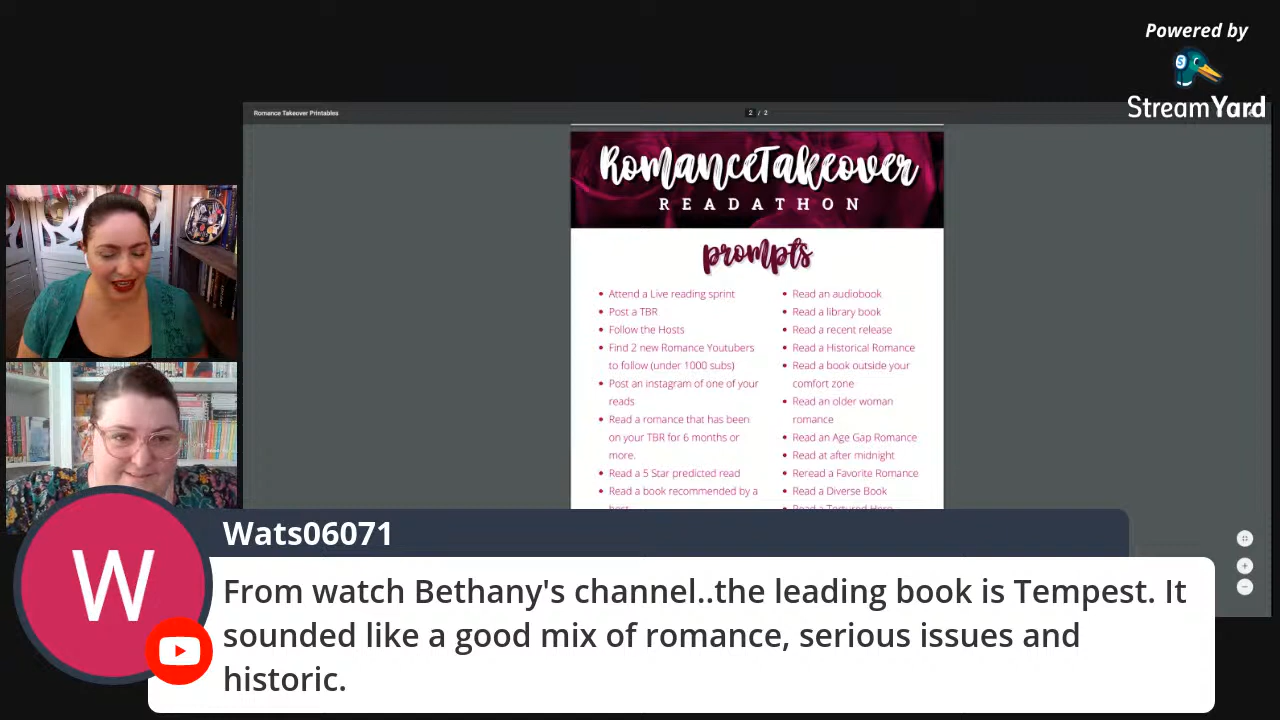 Powered by
StreamYard
Romance Takeover Printables
2 / 2
RomanceTakeover
READATHON
prompts
• Attend a Live reading sprint
• Post a TBR
• Follow the Hosts
• Find 2 new Romance Youtubers
to follow (under 1000 subs)
• Post an instagram of one of your
reads
• Read a romance that has been
on your TBR for 6 months or
more.
• Read a 5 Star predicted read
• Read a book recommended by a
host
• Read an audiobook
• Read a library book
• Read a recent release
• Read a Historical Romance
• Read a book outside your
comfort zone
• Read an older woman
romance
• Read an Age Gap Romance
• Read at after midnight
• Reread a Favorite Romance
• Read a Diverse Book
• Read a Tortured Hero
W
Wats06071
From watch Bethany's channel..the leading book is Tempest. It
sounded like a good mix of romance, serious issues and
historic.